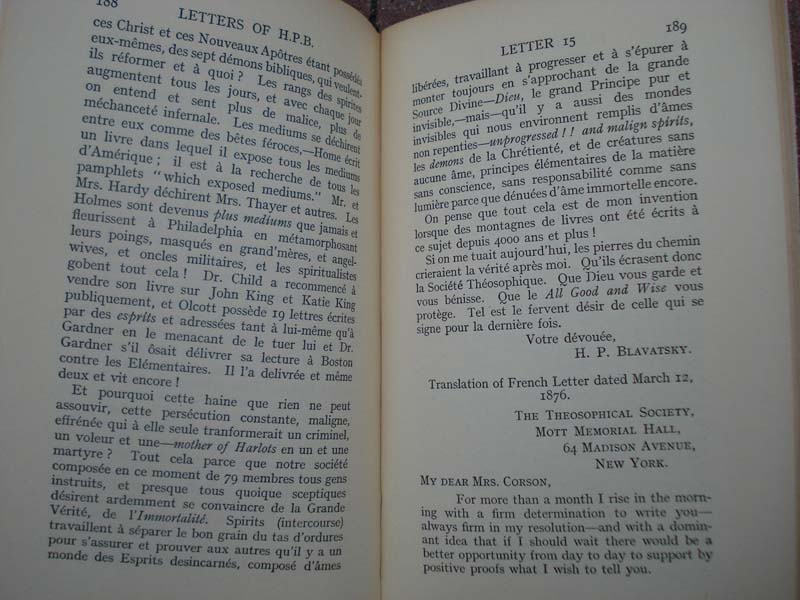 188
LETTERS OF H.P.B.
ces Christ et ces Nouveaux Apôtres étant possédés
eux-mêmes, des sept démons bibliques, qui veulent-
ils réformer et à quoi ? Les rangs des spirites
augmentent tous les jours, et avec chaque jour
on entend et sent plus de malice, plus de
méchanceté infernale. Les mediums se déchirent
entre eux comme des bêtes féroces,—Home écrit
un livre dans lequel il expose tous les mediums
d'Amérique ; il est à la recherche de tous les
pamphlets " which exposed mediums." Mr. et
Mrs. Hardy déchirent Mrs. Thayer et autres. Les
Holmes sont devenus plus mediums que jamais et
fleurissent à Philadelphia en métamorphosant
leurs poings, masqués en grand'mères, et angel-
wives, et oncles militaires, et les spiritualistes
gobent tout cela ! Dr. Child a recommencé à
vendre son livre sur John King et Katie King
publiquement, et Olcott possède 19 lettres écrites
par des esprits et adressées tant à lui-même qu'à
Gardner en le menacant de le tuer lui et Dr.
Gardner s'il ôsait délivrer sa lecture à Boston
contre les Elémentaires. Il l'a delivrée et même
deux et vit encore !
Et pourquoi cette haine que rien ne peut
assouvir, cette persécution constante, maligne,
effrénée qui à elle seule tranformerait un criminel,
un voleur et une—mother of Harlots en un et une
martyre ? Tout cela parce que notre société
composée en ce moment de 79 membres tous gens
instruits, et presque tous quoique sceptiques
désirent ardemment se convaincre de la Grande
Vérité, de l'Immortalité. Spirits (intercourse)
travaillent à séparer le bon grain du tas d'ordures
pour s'assurer et prouver aux autres qu'il y a un
monde des Esprits desincarnés, composé d'âmes
LETTER 15
189
libérées, travaillant à progresser et à s'épurer à
monter toujours en s'approchant de la grande
Source Divine—Dieu, le grand Principe pur et
invisible,—mais—qu'il y a aussi des mondes
invisibles qui nous environnent remplis d'âmes
non repenties—unprogressed ! ! and malign spirits,
les demons de la Chrétienté, et de créatures sans
aucune âme, principes élémentaires de la matière
sans conscience, sans responsabilité comme sans
lumière parce que dénuées d'âme immortelle encore.
On pense que tout cela est de mon invention
lorsque des montagnes de livres ont été écrits à
ce sujet depuis 4000 ans et plus !
Si on me tuait aujourd'hui, les pierres du chemin
crieraient la vérité après moi. Qu'ils écrasent donc
la Société Théosophique. Que Dieu vous garde et
vous bénisse. Que le All Good and Wise vous
protège. Tel est le fervent désir de celle qui se
signe pour la dernière fois.
Votre dévouée,
H. P. BLAVATSKY.
Translation of French Letter dated March 12,
1876.
THE THEOSOPHICAL SOCIETY,
MOTT MEMORIAL HALL,
64 MADISON AVENUE,
NEW YORK.
MY DEAR MRS. CORSON,
For more than a month I rise in the morn-
ing with a firm determination to write you—
always firm in my resolution—and with a domin-
ant idea that if I should wait there would be a
better opportunity from day to day to support by
positive proofs what I wish to tell you.